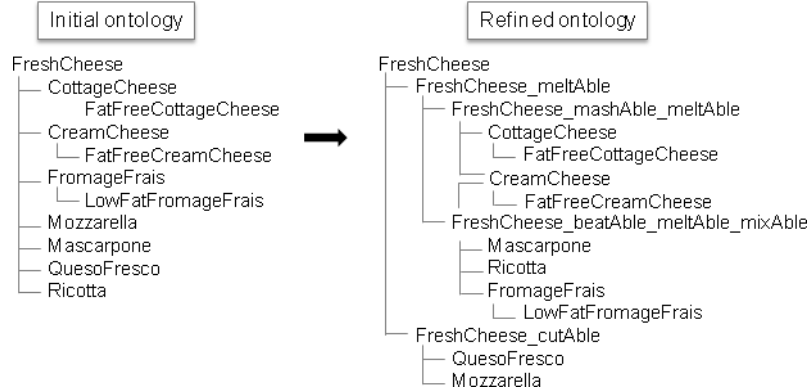 Initial ontology
FreshCheese
CottageCheese
FatFreeCottageCheese
CreamCheese
FatFreeCreamCheese
FromageFrais
LowFatFromageFrais
Mozzarella
Mascarpone
QuesoFresco
Ricotta
Refined ontology
FreshCheese
FreshCheese_meltAble
FreshCheese_mashAble_meltAble
CottageCheese
FatFreeCottageCheese
CreamCheese
FatFreeCreamCheese
FreshCheese_beatAble_meltAble_mixAble
Mascarpone
Ricotta
FromageFrais
LowFatFromageFrais
FreshCheese_cutAble
QuesoFresco
Mozzarella